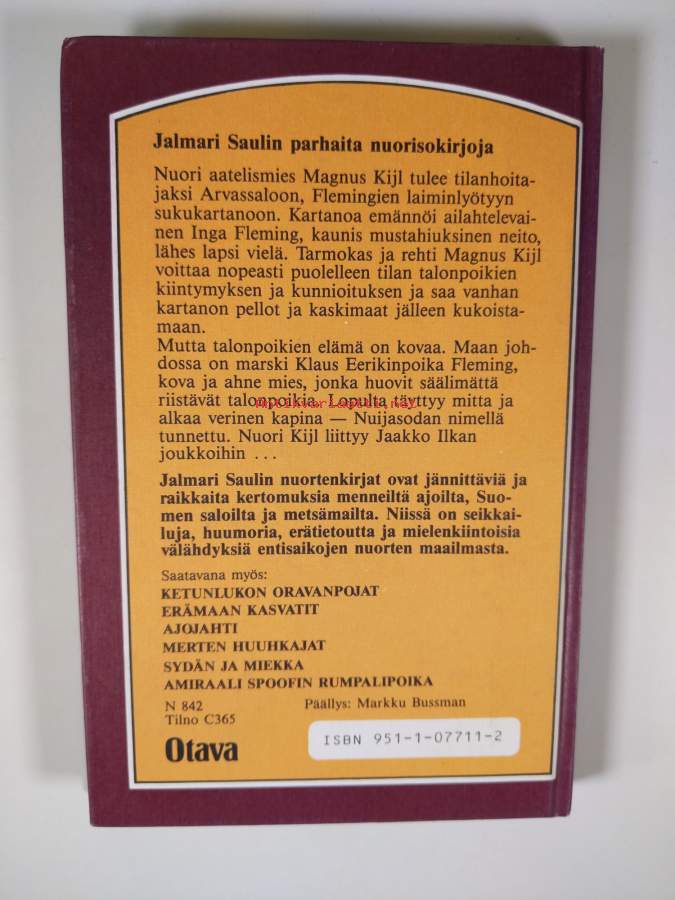 Jalmari Saulin parhaita nuorisokirjoja
Nuori aatelismies Magnus Kijl tulee tilanhoita-
jaksi Arvassaloon, Flemingien laiminlyötyyn
sukukartanoon. Kartanoa emännöi ailahtelevai-
nen Inga Fleming, kaunis mustahiuksinen neito,
lähes lapsi vielä. Tarmokas ja rehti Magnus Kijl
voittaa nopeasti puolelleen tilan talonpoikien
kiintymyksen ja kunnioituksen ja saa vanhan
kartanon pellot ja kaskimaat jälleen kukoista-
maan.
Mutta talonpoikien elämä on kovaa. Maan joh-
dossa on marski Klaus Eerikinpoika Fleming,
kova ja ahne mies, jonka huovit säälimättä
riistävät talonpoikia. Lopulta täyttyy mitta ja
antikvariaatti.net
alkaa verinen kapina — Nuijasodan nimellä
tunnettu. Nuori Kijl liittyy Jaakko Ilkan
joukkoihin ...
Jalmari Saulin nuortenkirjat ovat jännittäviä ja
raikkaita kertomuksia menneiltä ajoilta, Suo-
men saloilta ja metsämailta. Niissä on seikkai-
luja, huumoria, erätietoutta ja mielenkiintoisia
välähdyksiä entisaikojen nuorten maailmasta.
Saatavana myös:
KETUNLUKON ORAVANPOJAT
ERÄMAAN KASVATIT
AJOJAHTI
MERTEN HUUHKAJAT
SYDÄN JA MIEKKA
AMIRAALI SPOOFIN RUMPALIPOIKA
N 842 Päällys: Markku Bussman
Tilno C365
Otava
ISBN 951-1-07711-2